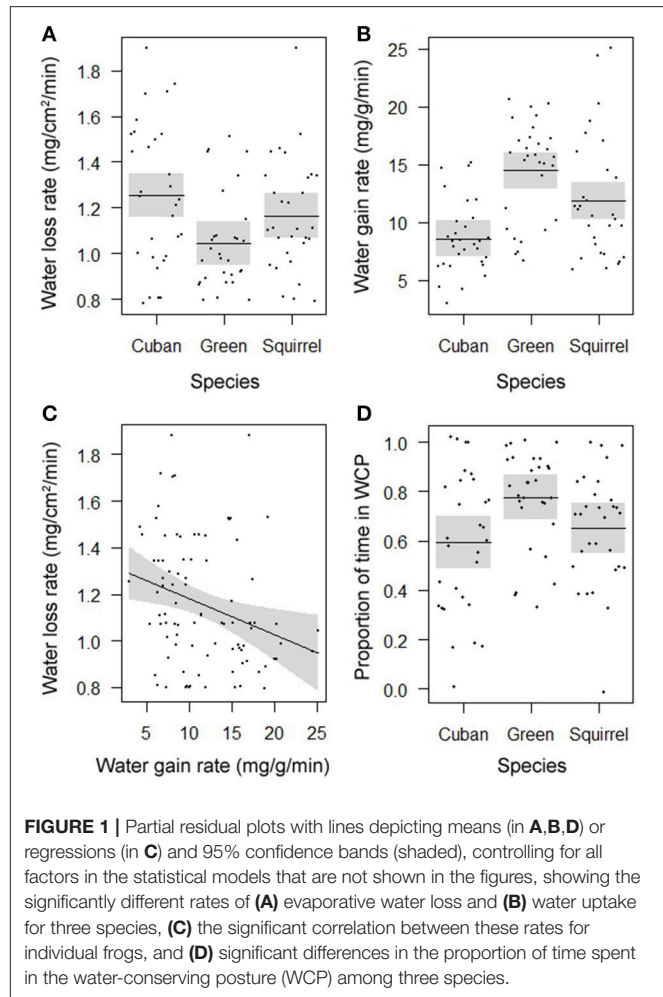 A
Water loss rate (mg/cm²/min)
1.8
1.6
1.4
1.2
1.0
0.8
Cuban Green Squirrel
Species
B
Water gain rate (mg/g/min)
25
20
15
10
5
Cuban Green Squirrel
Species
C
Water loss rate (mg/cm²/min)
1.8
1.6
1.4
1.2
1.0
0.8
5 10 15 20 25
Water gain rate (mg/g/min)
D
Proportion of time in WCP
1.0
0.8
0.6
0.4
0.2
0.0
Cuban Green Squirrel
Species
FIGURE 1 | Partial residual plots with lines depicting means (in A,B,D) or
regressions (in C) and 95% confidence bands (shaded), controlling for all
factors in the statistical models that are not shown in the figures, showing the
significantly different rates of (A) evaporative water loss and (B) water uptake
for three species, (C) the significant correlation between these rates for
individual frogs, and (D) significant differences in the proportion of time spent
in the water-conserving posture (WCP) among three species.